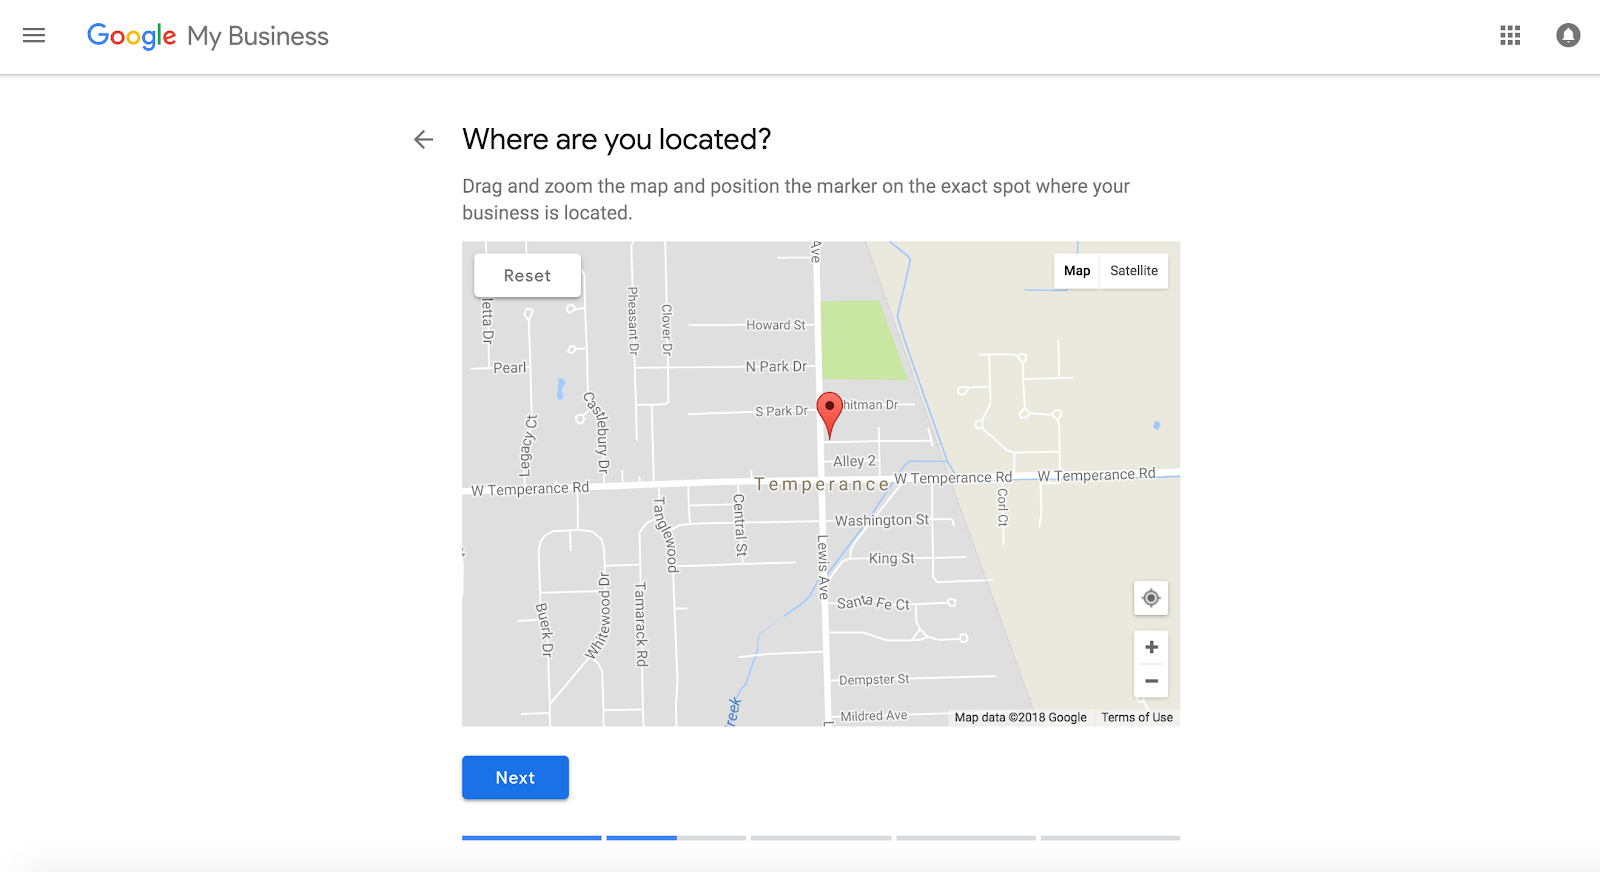 Google My Business
Where are you located?
Drag and zoom the map and position the marker on the exact spot where your
business is located.
Reset
Map
Satellite
Ave
letta Dr
Pheasant Dr
Clover Dr
Howard St
Pearl
N Park Dr
Castlebury Dr
S Park Dr
hitman Dr
Legacy Ct
Alley 2
W Temperance Rd
Temperance
W Temperance Rd
W Temperance Rd
Tanglewood
Central St
Corl Ct
Washington St
Lewis Ave
King St
Buerk Dr
Whitewood Dr
Tamarack Rd
Santa Fe Ct
Dempster St
reek
L
Mildred Ave
Map data ©2018 Google
Terms of Use
Next